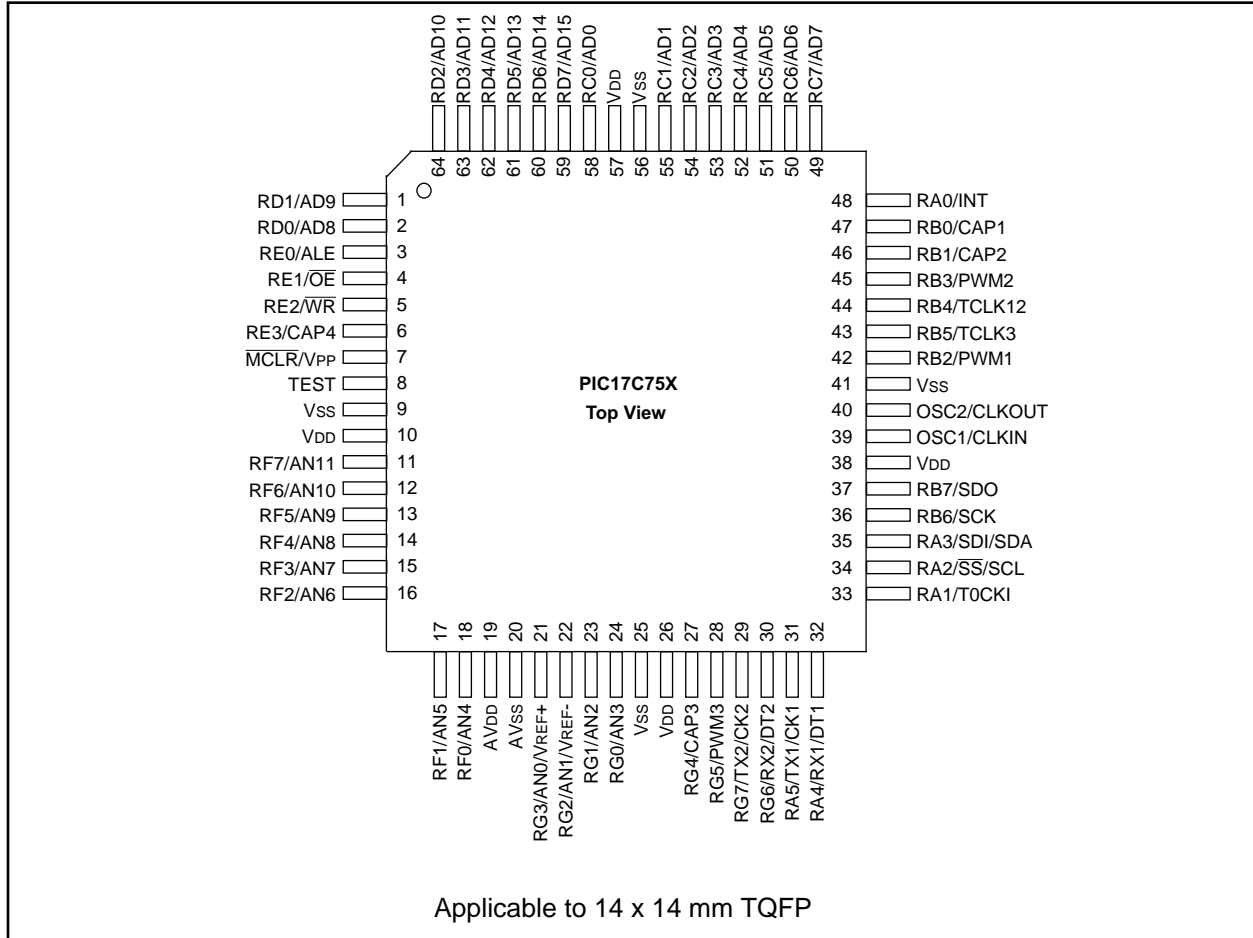 RD2/AD10
RD3/AD11
RD4/AD12
RD5/AD13
RD6/AD14
RD7/AD15
RC0/AD0
VDD
VSS
RC1/AD1
RC2/AD2
RC3/AD3
RC4/AD4
RC5/AD5
RC6/AD6
RC7/AD7
64 63 62 61 60 59 58 57 56 55 54 53 52 51 50 49
RD1/AD9 1
RD0/AD8 2
RE0/ALE 3
RE1/O̅E̅ 4
RE2/W̅R̅ 5
RE3/CAP4 6
M̅C̅L̅R̅/VPP 7
TEST 8
VSS 9
VDD 10
RF7/AN11 11
RF6/AN10 12
RF5/AN9 13
RF4/AN8 14
RF3/AN7 15
RF2/AN6 16
PIC17C75X
Top View
48 RA0/INT
47 RB0/CAP1
46 RB1/CAP2
45 RB3/PWM2
44 RB4/TCLK12
43 RB5/TCLK3
42 RB2/PWM1
41 VSS
40 OSC2/CLKOUT
39 OSC1/CLKIN
38 VDD
37 RB7/SDO
36 RB6/SCK
35 RA3/SDI/SDA
34 RA2/S̅S̅/SCL
33 RA1/T0CKI
17 18 19 20 21 22 23 24 25 26 27 28 29 30 31 32
RF1/AN5
RF0/AN4
AVDD
AVSS
RG3/AN0/VREF+
RG2/AN1/VREF-
RG1/AN2
RG0/AN3
VSS
VDD
RG4/CAP3
RG5/PWM3
RG7/TX2/CK2
RG6/RX2/DT2
RA5/TX1/CK1
RA4/RX1/DT1
Applicable to 14 x 14 mm TQFP